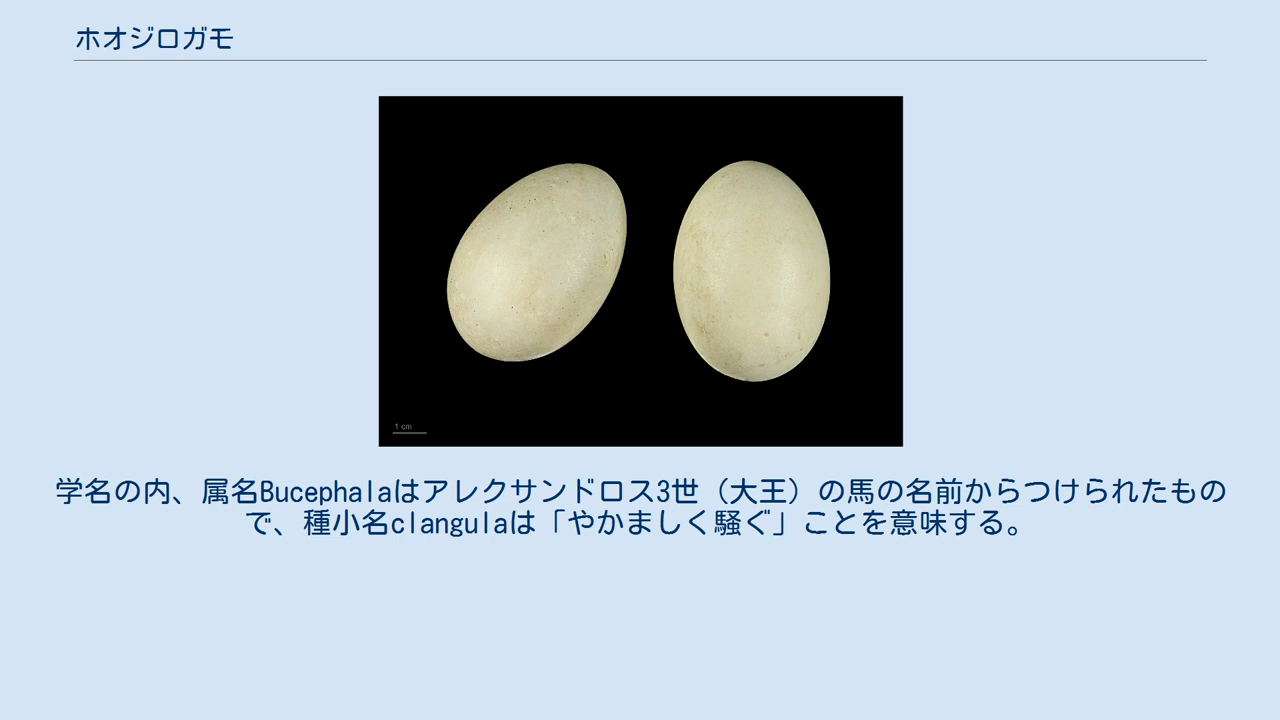 ホオジロガモ
1 cm
学名の内、属名Bucephalaはアレクサンドロス3世（大王）の馬の名前からつけられたもの
で、種小名clangulaは「やかましく騒ぐ」ことを意味する。